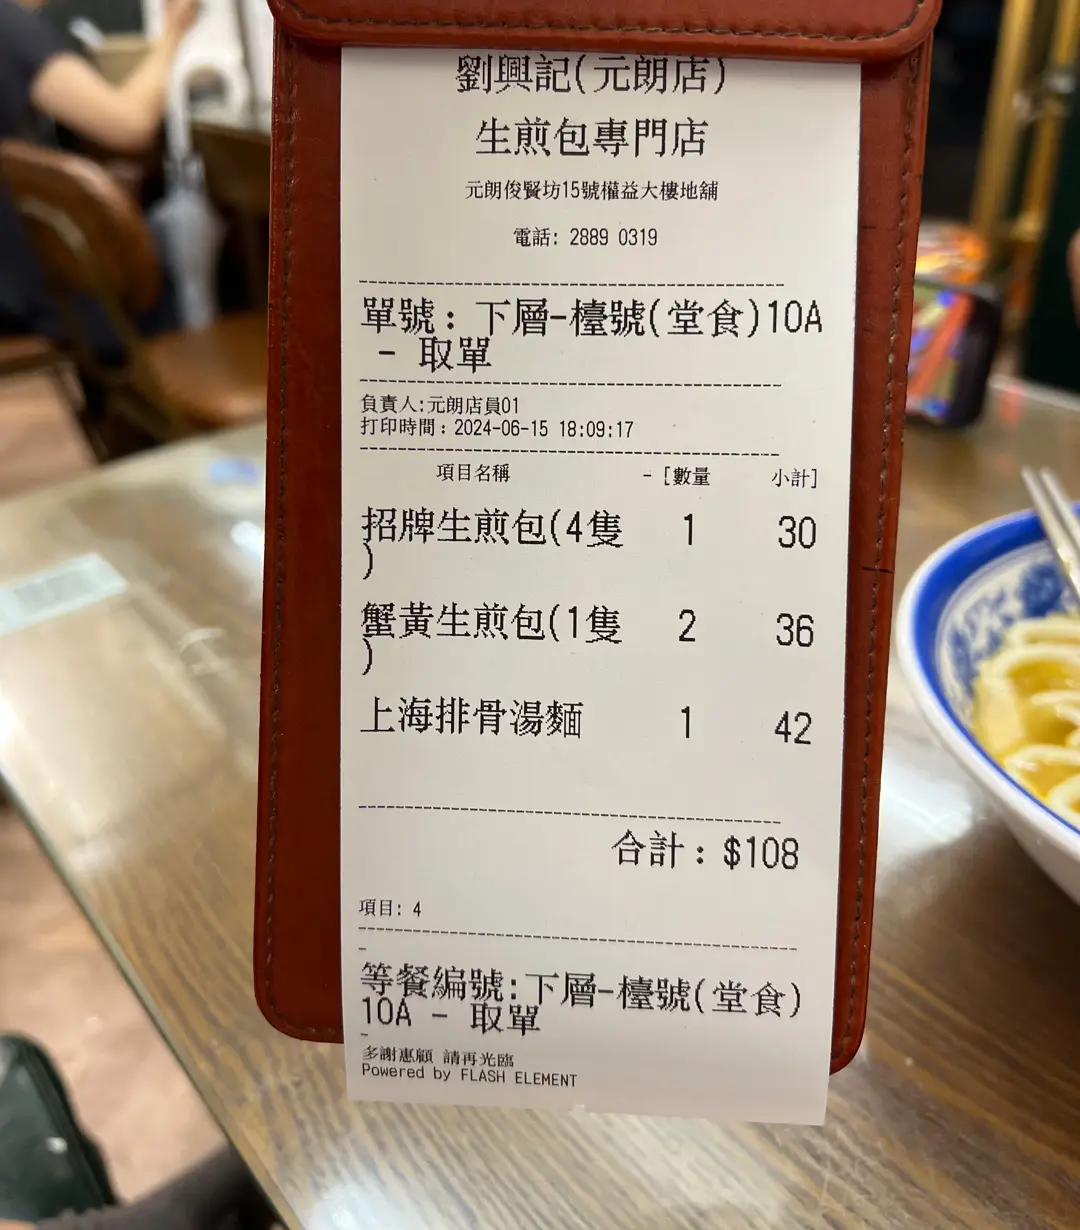 劉興記(元朗店)
生煎包專門店
元朗俊賢坊15號權益大樓地舖
電話: 2889 0319
單號: 下層-檯號(堂食)10A
- 取單
負責人:元朗店員01
打印時間: 2024-06-15 18:09:17
項目名稱 - [數量 小計]
招牌生煎包(4隻 1 30
)
蟹黃生煎包(1隻 2 36
)
上海排骨湯麵 1 42
合計: $108
項目: 4
-
等餐編號:下層-檯號(堂食)
10A - 取單
-
多謝惠顧 請再光臨
Powered by FLASH ELEMENT